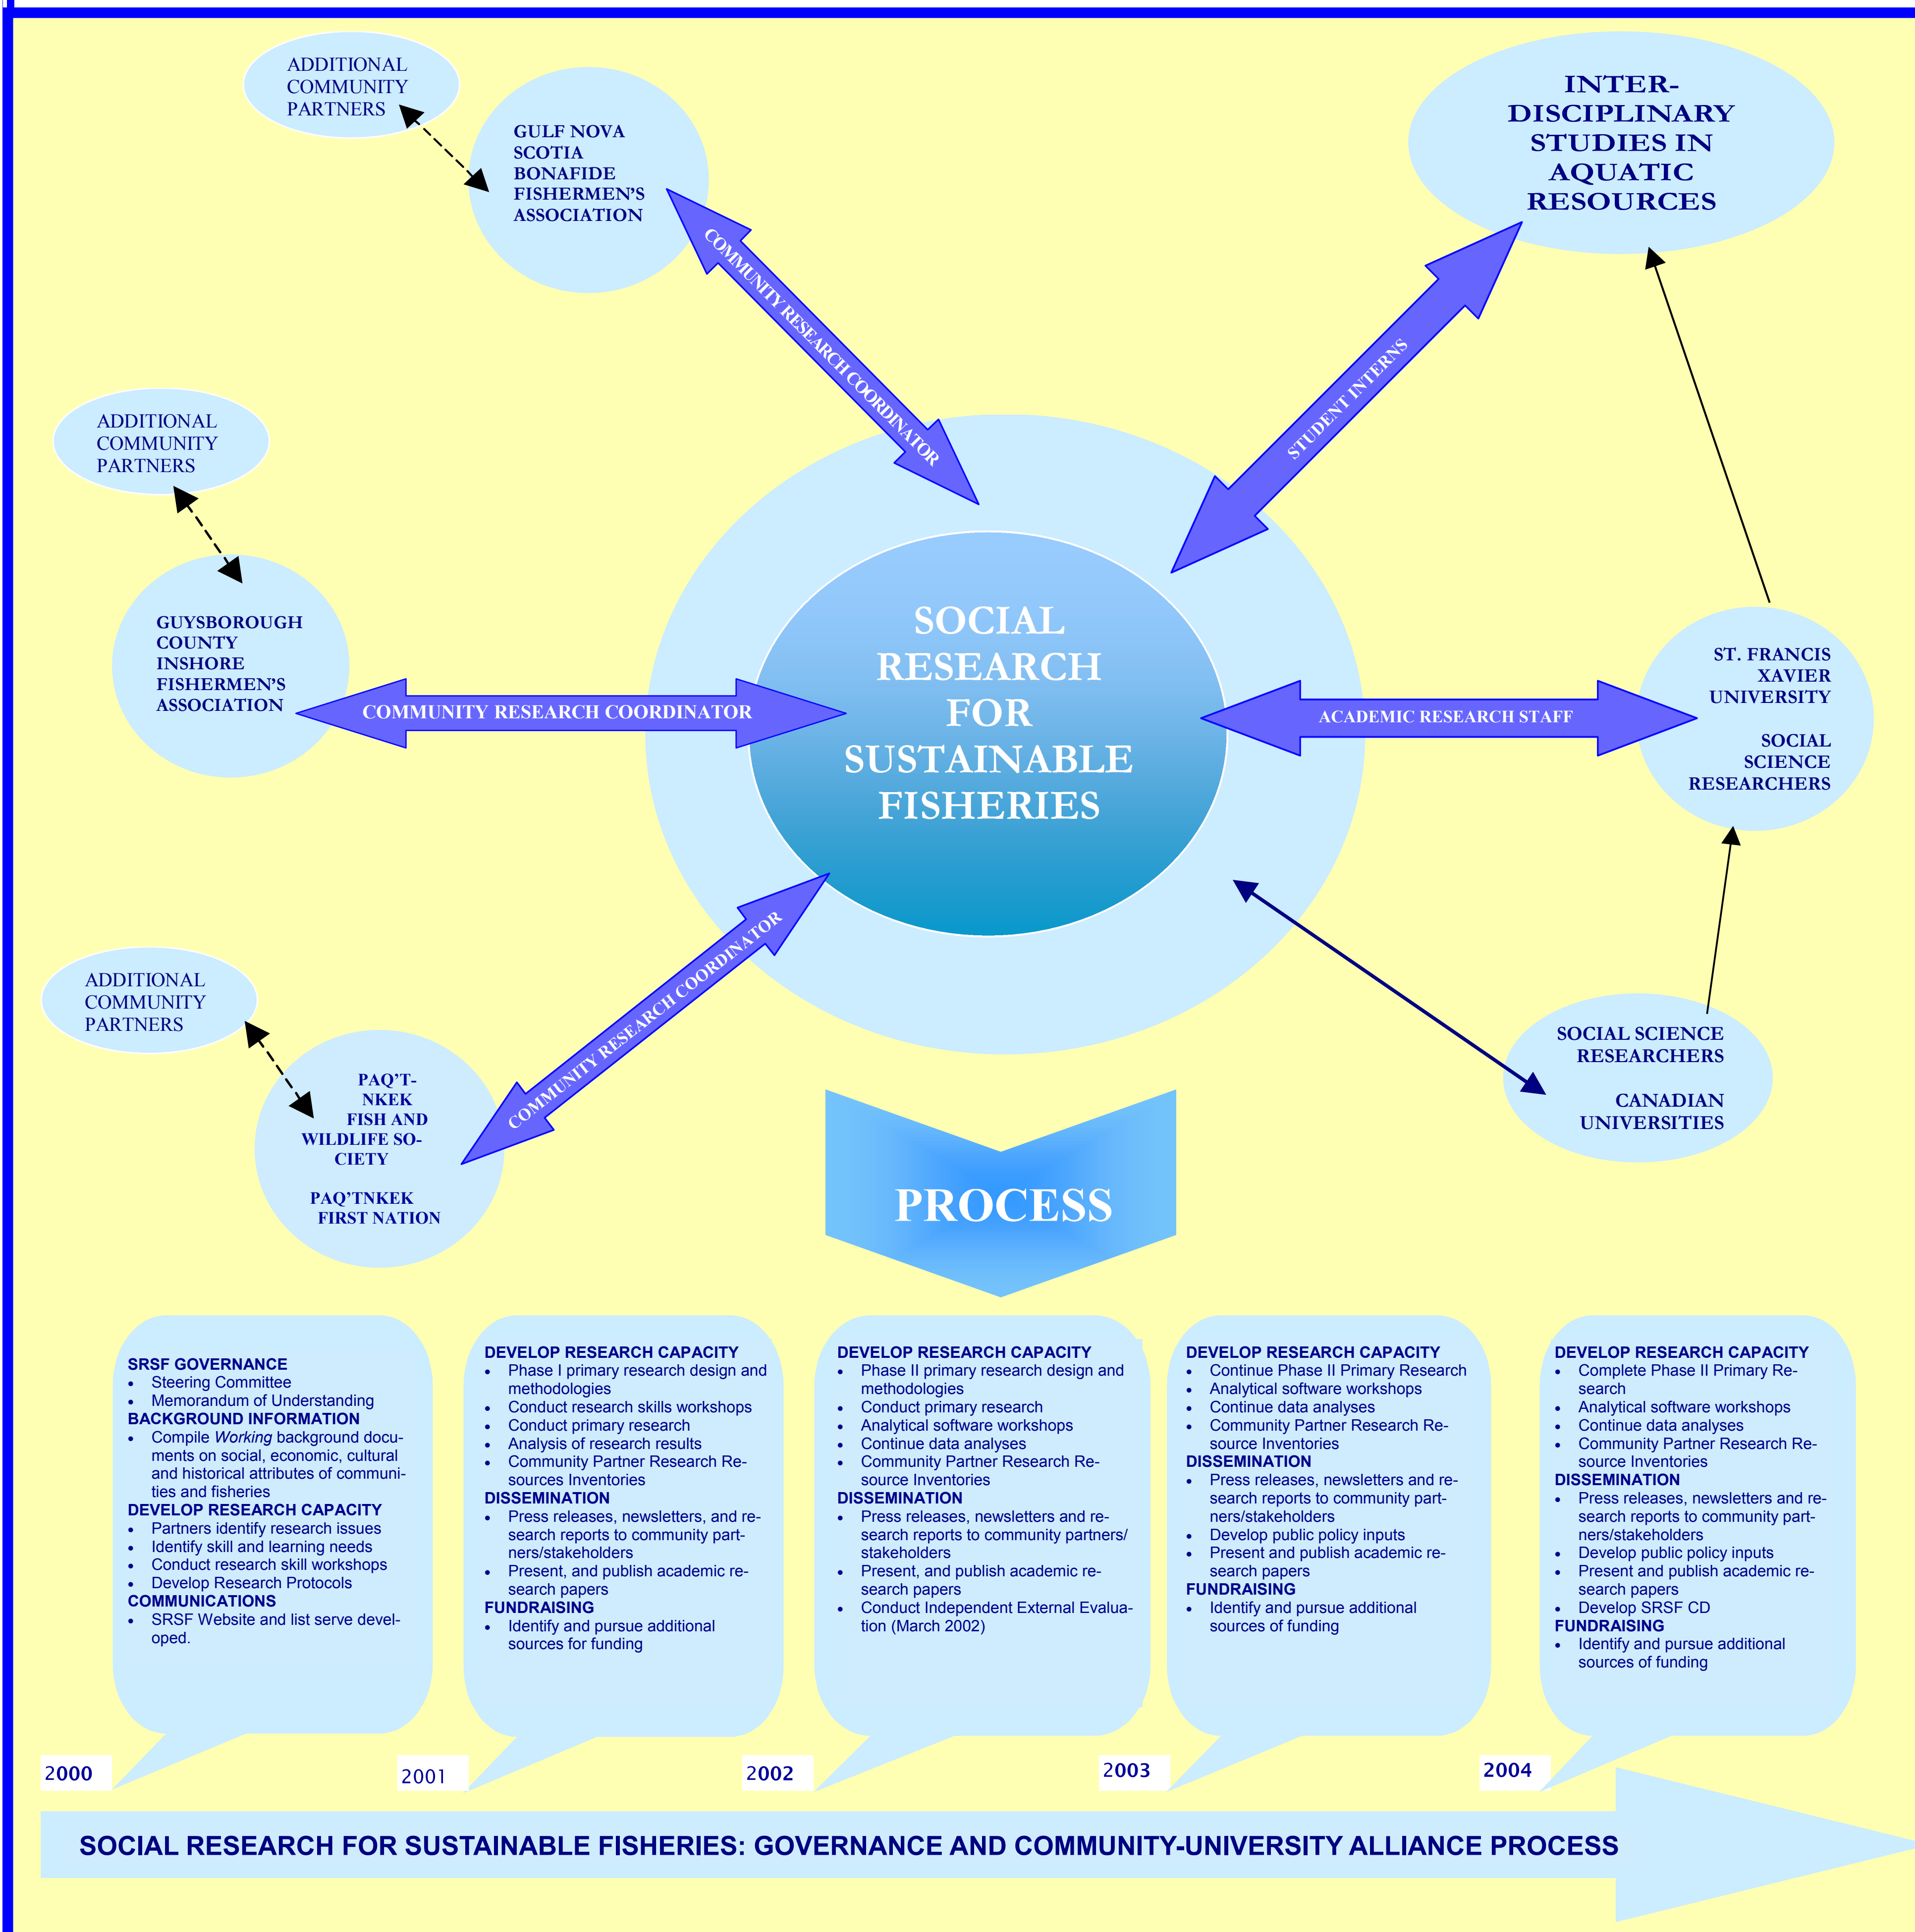 ADDITIONAL
COMMUNITY
PARTNERS
GULF NOVA
SCOTIA
BONAFIDE
FISHERMEN'S
ASSOCIATION
INTER-
DISCIPLINARY
STUDIES IN
AQUATIC
RESOURCES
COMMUNITY RESEARCH COORDINATOR
STUDENT INTERNS
ADDITIONAL
COMMUNITY
PARTNERS
GUYSBOROUGH
COUNTY
INSHORE
FISHERMEN'S
ASSOCIATION
COMMUNITY RESEARCH COORDINATOR
SOCIAL
RESEARCH
FOR
SUSTAINABLE
FISHERIES
ACADEMIC RESEARCH STAFF
ST. FRANCIS
XAVIER
UNIVERSITY
SOCIAL
SCIENCE
RESEARCHERS
ADDITIONAL
COMMUNITY
PARTNERS
PAQ'T-
NKEK
FISH AND
WILDLIFE SO-
CIETY
PAQ'TNKEK
FIRST NATION
COMMUNITY RESEARCH COORDINATOR
SOCIAL SCIENCE
RESEARCHERS
CANADIAN
UNIVERSITIES
PROCESS
SRSF GOVERNANCE
• Steering Committee
• Memorandum of Understanding
BACKGROUND INFORMATION
• Compile Working background docu-
ments on social, economic, cultural
and historical attributes of communi-
ties and fisheries
DEVELOP RESEARCH CAPACITY
• Partners identify research issues
• Identify skill and learning needs
• Conduct research skill workshops
• Develop Research Protocols
COMMUNICATIONS
• SRSF Website and list serve devel-
oped.
DEVELOP RESEARCH CAPACITY
• Phase I primary research design and
methodologies
• Conduct research skills workshops
• Conduct primary research
• Analysis of research results
• Community Partner Research Re-
sources Inventories
DISSEMINATION
• Press releases, newsletters, and re-
search reports to community part-
ners/stakeholders
• Present, and publish academic re-
search papers
FUNDRAISING
• Identify and pursue additional
sources for funding
DEVELOP RESEARCH CAPACITY
• Phase II primary research design and
methodologies
• Conduct primary research
• Analytical software workshops
• Continue data analyses
• Community Partner Research Re-
source Inventories
DISSEMINATION
• Press releases, newsletters and re-
search reports to community partners/
stakeholders
• Present, and publish academic re-
search papers
• Conduct Independent External Evalua-
tion (March 2002)
DEVELOP RESEARCH CAPACITY
• Continue Phase II Primary Research
• Analytical software workshops
• Continue data analyses
• Community Partner Research Re-
source Inventories
DISSEMINATION
• Press releases, newsletters and re-
search reports to community part-
ners/stakeholders
• Develop public policy inputs
• Present and publish academic re-
search papers
FUNDRAISING
• Identify and pursue additional
sources of funding
DEVELOP RESEARCH CAPACITY
• Complete Phase II Primary Re-
search
• Analytical software workshops
• Continue data analyses
• Community Partner Research Re-
source Inventories
DISSEMINATION
• Press releases, newsletters and re-
search reports to community part-
ners/stakeholders
• Develop public policy inputs
• Present and publish academic re-
search papers
• Develop SRSF CD
FUNDRAISING
• Identify and pursue additional
sources of funding
2000
2001
2002
2003
2004
SOCIAL RESEARCH FOR SUSTAINABLE FISHERIES: GOVERNANCE AND COMMUNITY-UNIVERSITY ALLIANCE PROCESS